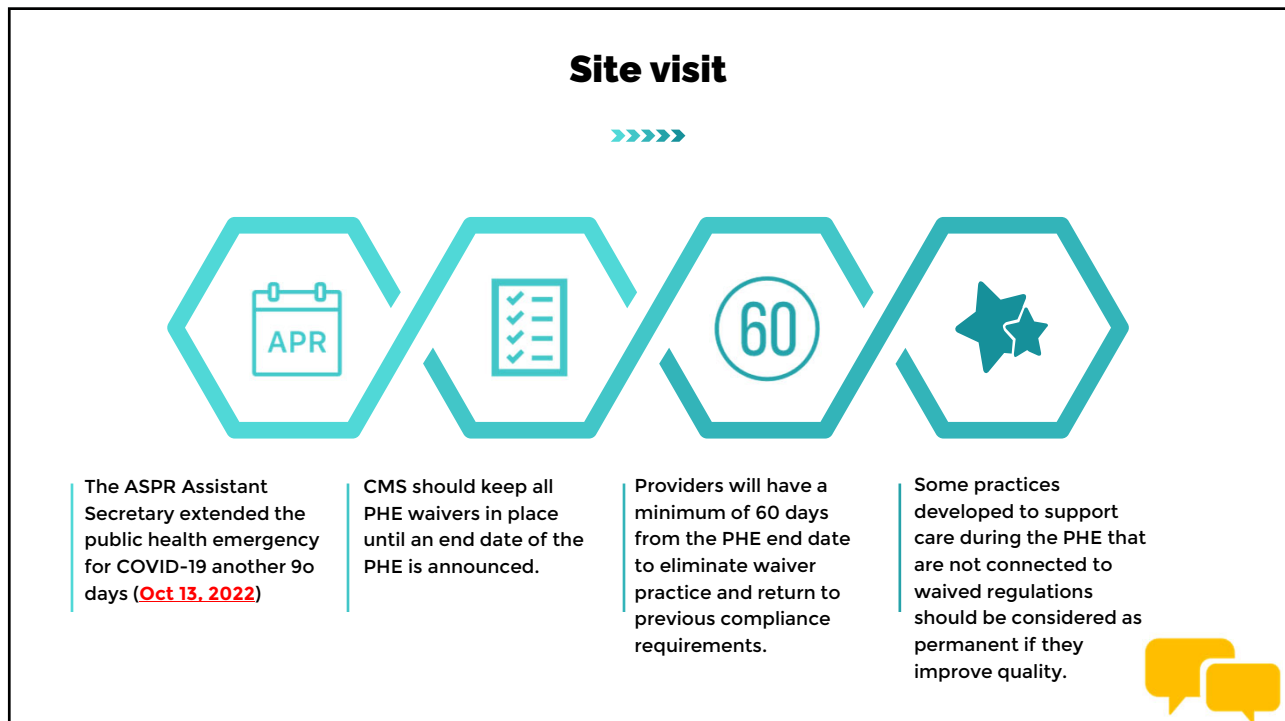 Site visit
APR
60
The ASPR Assistant
Secretary extended the
public health emergency
for COVID-19 another 9o
days (Oct 13, 2022)
CMS should keep all
PHE waivers in place
until an end date of the
PHE is announced.
Providers will have a
minimum of 60 days
from the PHE end date
to eliminate waiver
practice and return to
previous compliance
requirements.
Some practices
developed to support
care during the PHE that
are not connected to
waived regulations
should be considered as
permanent if they
improve quality.